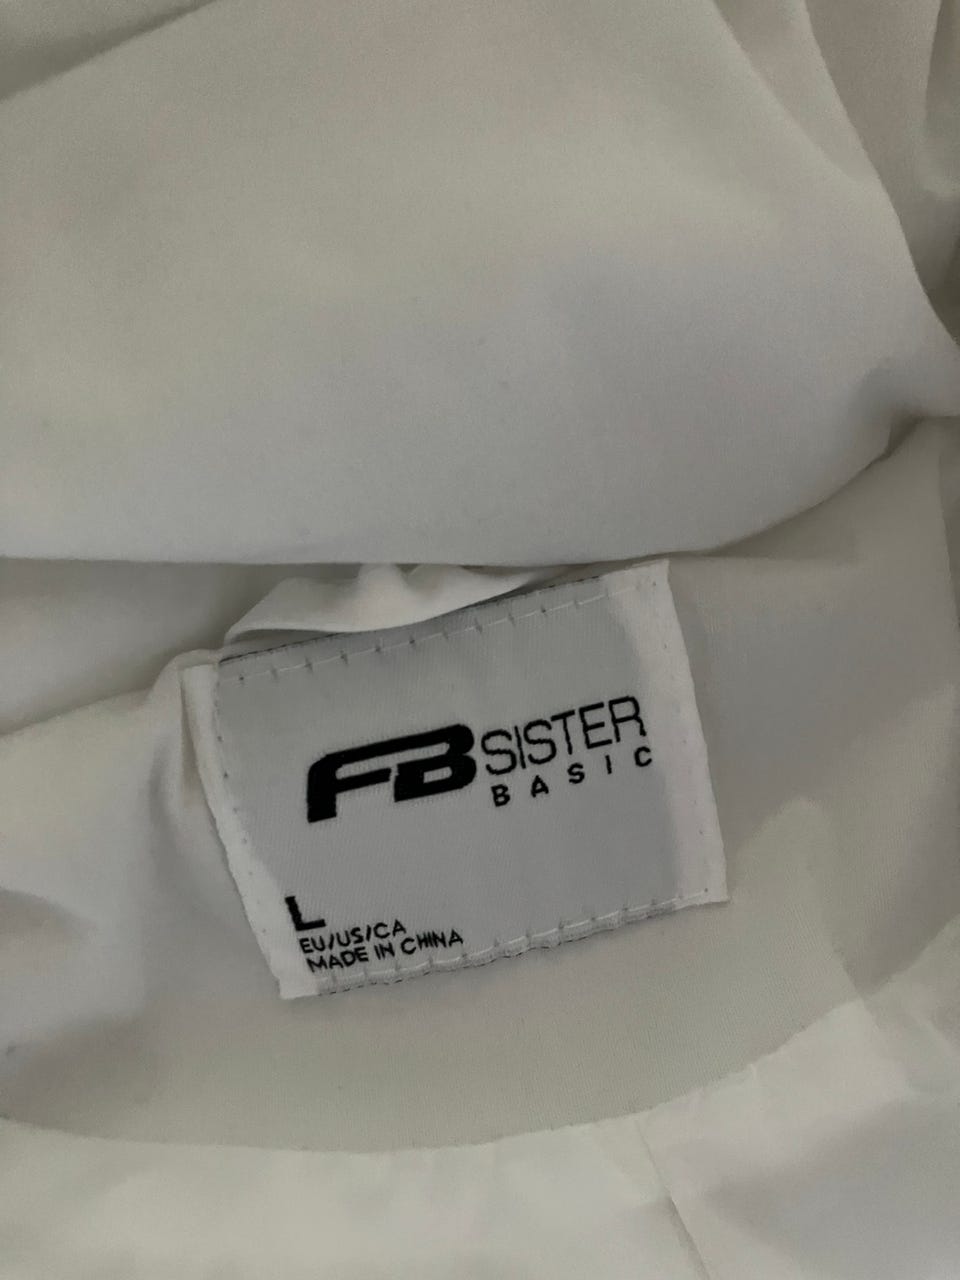 FB SISTER
BASIC
L
EU/US/CA
MADE IN CHINA